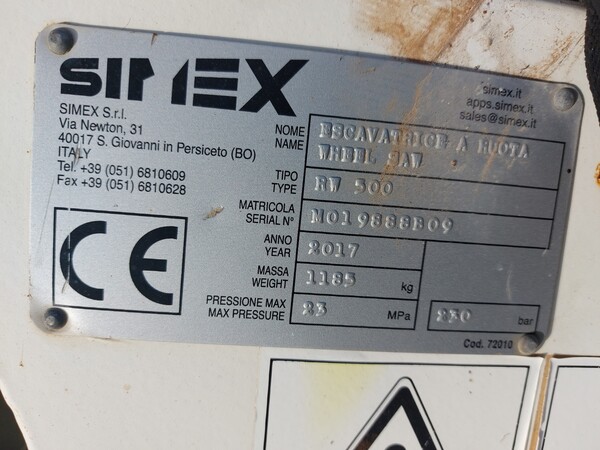 SIMEX
SIMEX S.r.l.
Via Newton, 31
40017 S. Giovanni in Persiceto (BO)
ITALY
Tel. +39 (051) 6810609
Fax +39 (051) 6810628
simex.it
apps.simex.it
sales@simex.it
NOME
NAME
ESCAVATRICE A RUOTA
WHEEL SAW
TIPO
TYPE
RW 500
MATRICOLA
SERIAL N°
M019888B09
ANNO
YEAR
2017
MASSA
WEIGHT
1185 kg
PRESSIONE MAX
MAX PRESSURE
23 MPa
230 bar
CE
Cod. 72010